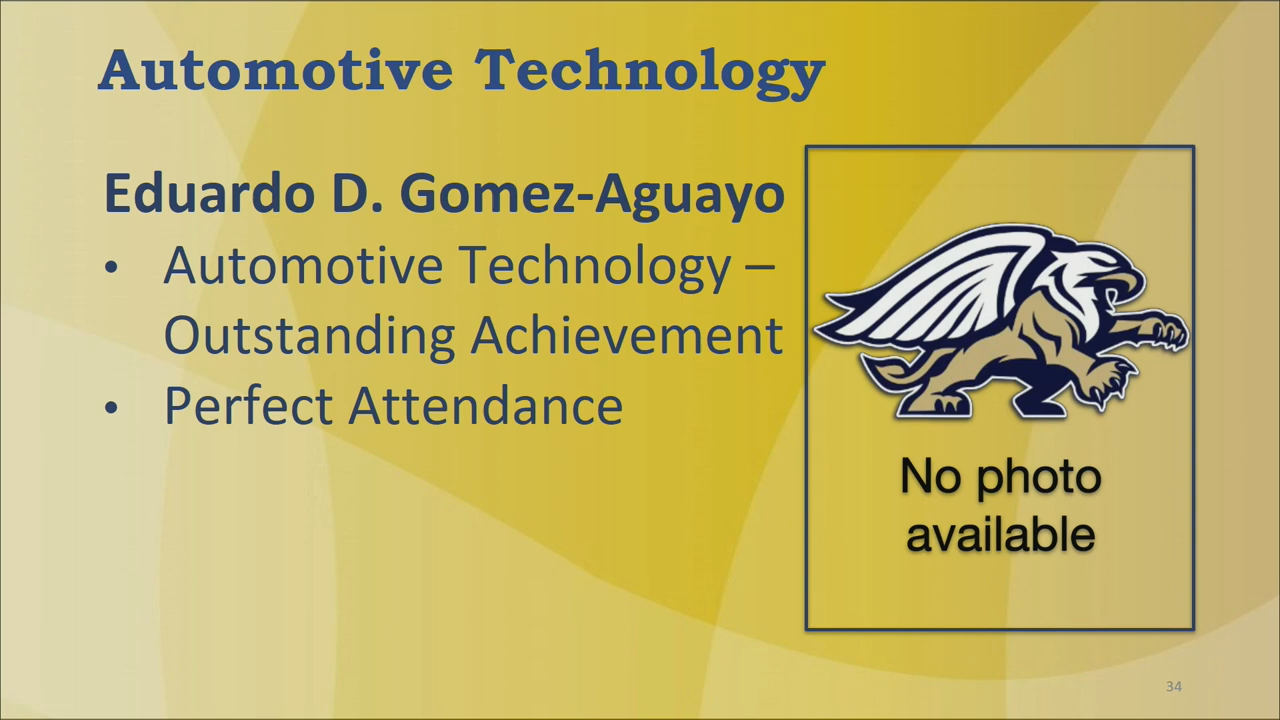 Automotive Technology
Eduardo D. Gomez-Aguayo
• Automotive Technology –
Outstanding Achievement
• Perfect Attendance
No photo
available
34